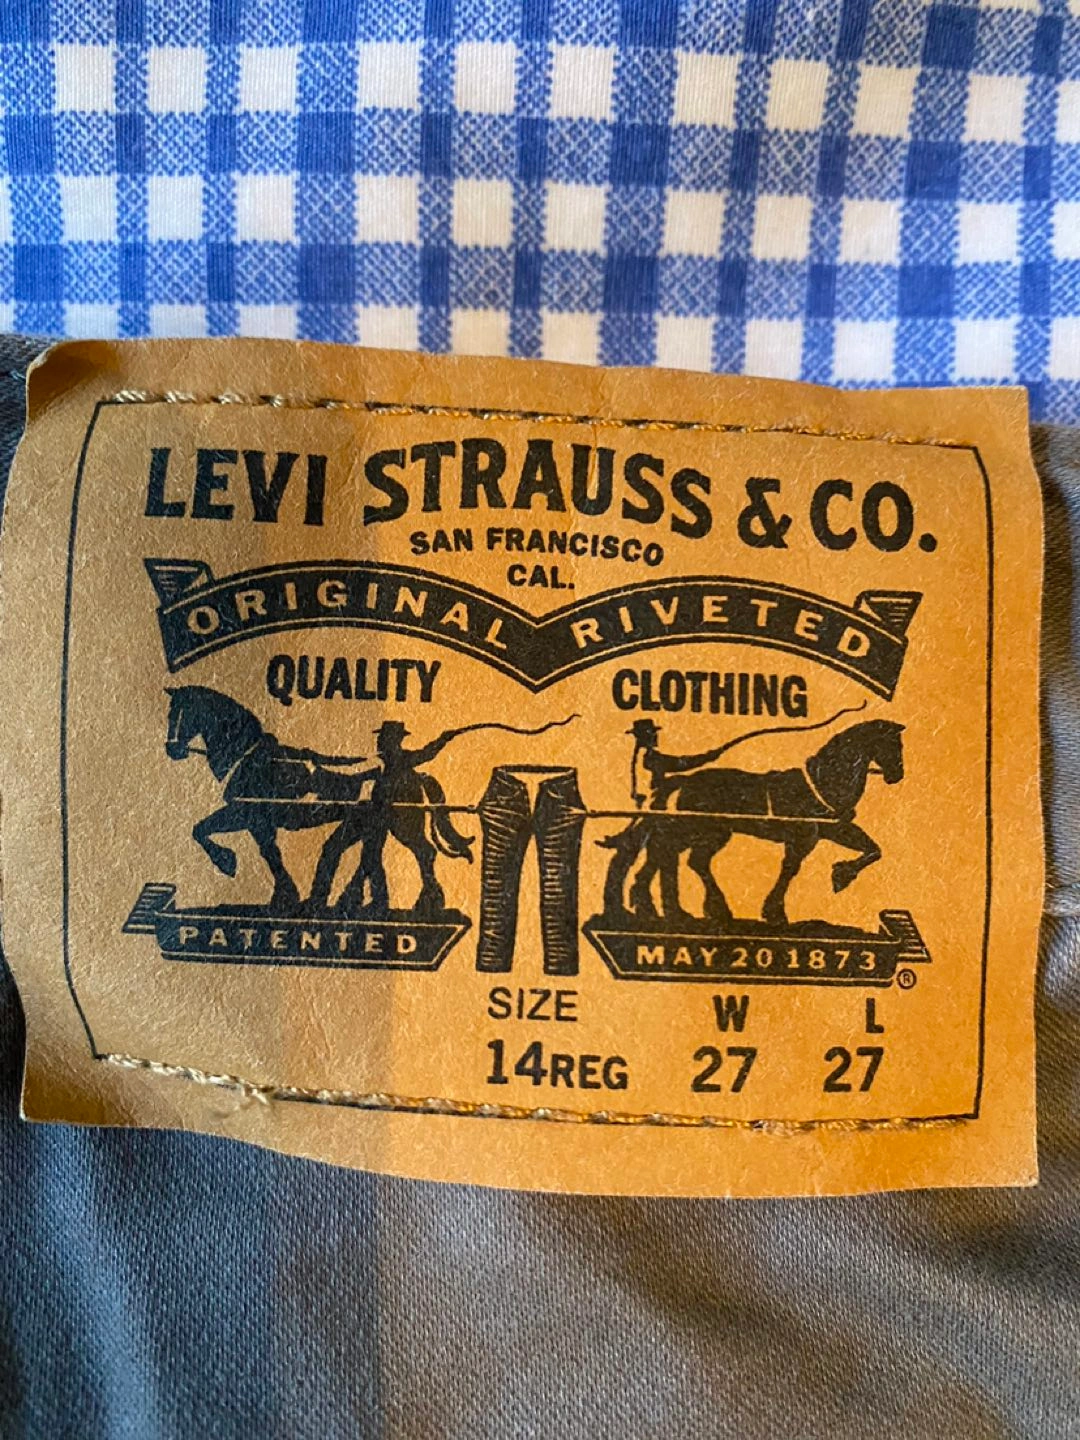 LEVI STRAUSS & CO.
SAN FRANCISCO
CAL.
ORIGINAL RIVETED
QUALITY CLOTHING
PATENTED MAY 20 1873 ®
SIZE W L
14REG 27 27